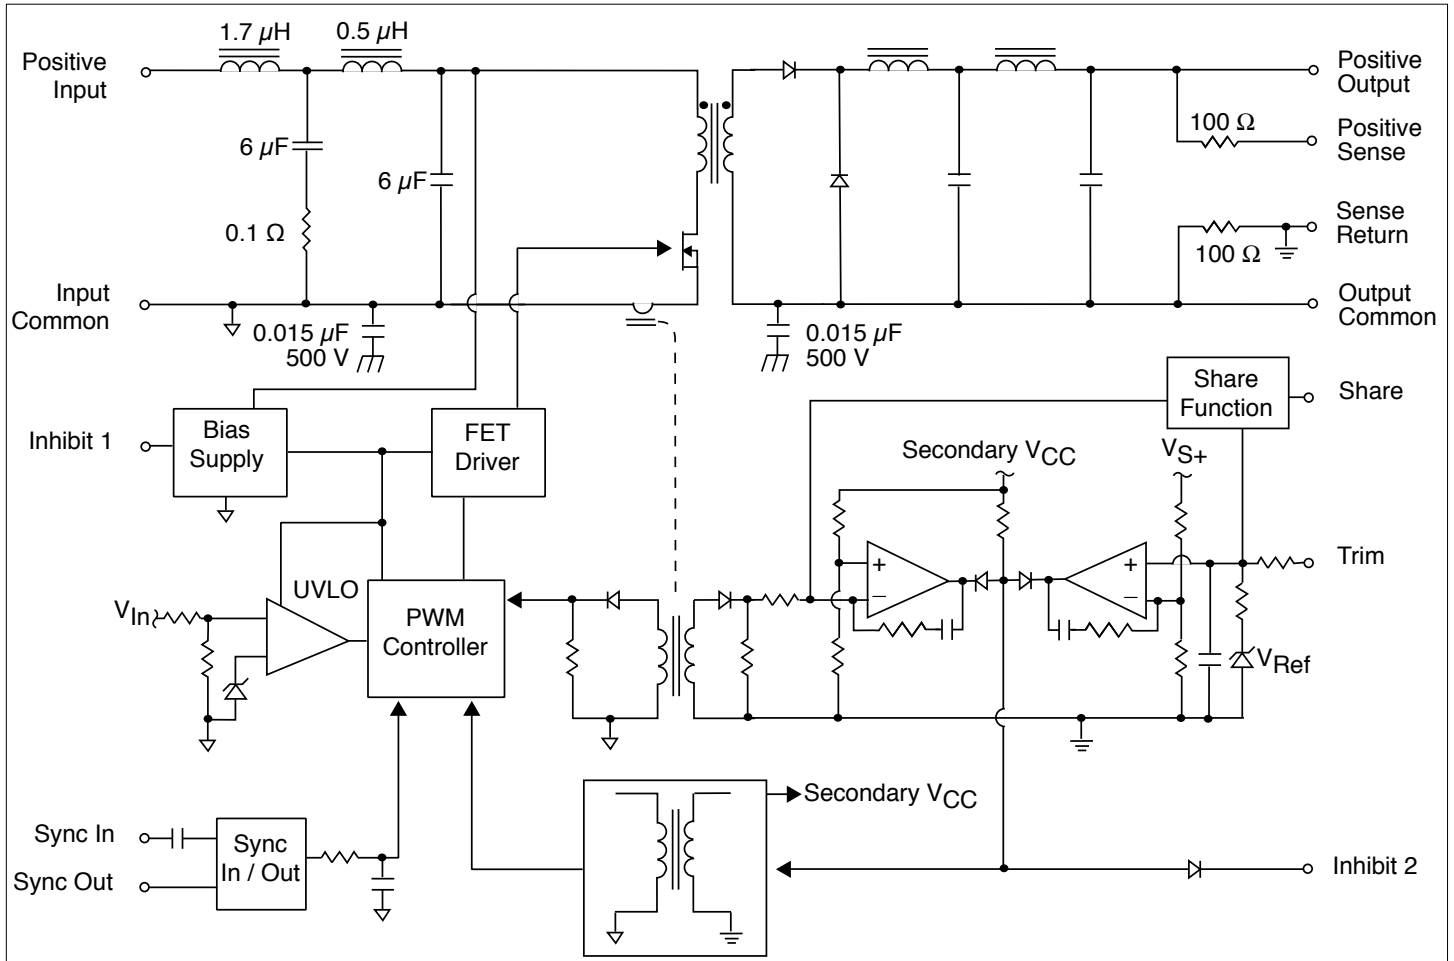 1.7 µH
0.5 µH
Positive
Input
6 µF
6 µF
0.1 Ω
Input
Common
0.015 µF
500 V
Positive
Output
100 Ω
Positive
Sense
Sense
Return
100 Ω
Output
Common
0.015 µF
500 V
Share
Function
Share
Inhibit 1
Bias
Supply
FET
Driver
Secondary VCC
VS+
UVLO
VIn
PWM
Controller
+
–
+
–
Trim
VRef
Secondary VCC
Sync In
Sync
In / Out
Sync Out
Inhibit 2